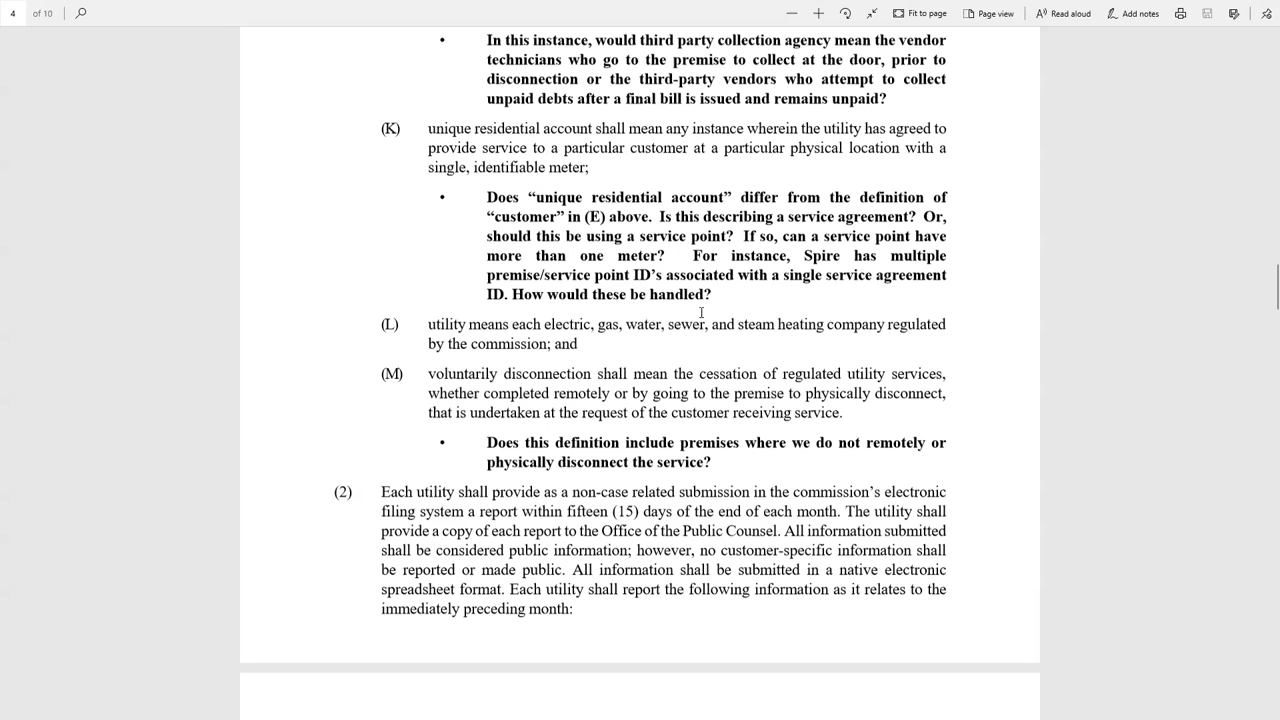 4 of 10 Fit to page Page view Read aloud Add notes
• In this instance, would third party collection agency mean the vendor
technicians who go to the premise to collect at the door, prior to
disconnection or the third-party vendors who attempt to collect
unpaid debts after a final bill is issued and remains unpaid?
(K) unique residential account shall mean any instance wherein the utility has agreed to
provide service to a particular customer at a particular physical location with a
single, identifiable meter;
• Does “unique residential account” differ from the definition of
“customer” in (E) above. Is this describing a service agreement? Or,
should this be using a service point? If so, can a service point have
more than one meter? For instance, Spire has multiple
premise/service point ID’s associated with a single service agreement
ID. How would these be handled?
(L) utility means each electric, gas, water, sewer, and steam heating company regulated
by the commission; and
(M) voluntarily disconnection shall mean the cessation of regulated utility services,
whether completed remotely or by going to the premise to physically disconnect,
that is undertaken at the request of the customer receiving service.
• Does this definition include premises where we do not remotely or
physically disconnect the service?
(2) Each utility shall provide as a non-case related submission in the commission’s electronic
filing system a report within fifteen (15) days of the end of each month. The utility shall
provide a copy of each report to the Office of the Public Counsel. All information submitted
shall be considered public information; however, no customer-specific information shall
be reported or made public. All information shall be submitted in a native electronic
spreadsheet format. Each utility shall report the following information as it relates to the
immediately preceding month: